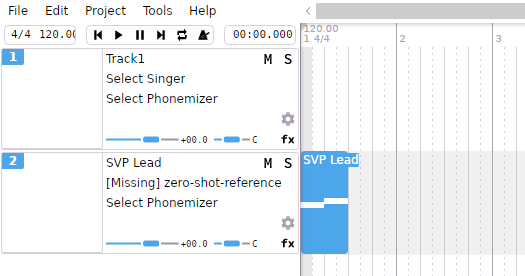 File Edit Project Tools Help
4/4 120.00 00:00.000
120.00
1 4/4 2 3
1 Track1 M S
Select Singer
Select Phonemizer
+00.0 C fx
2 SVP Lead M S
SVP Lead
[Missing] zero-shot-reference
Select Phonemizer
+00.0 C fx